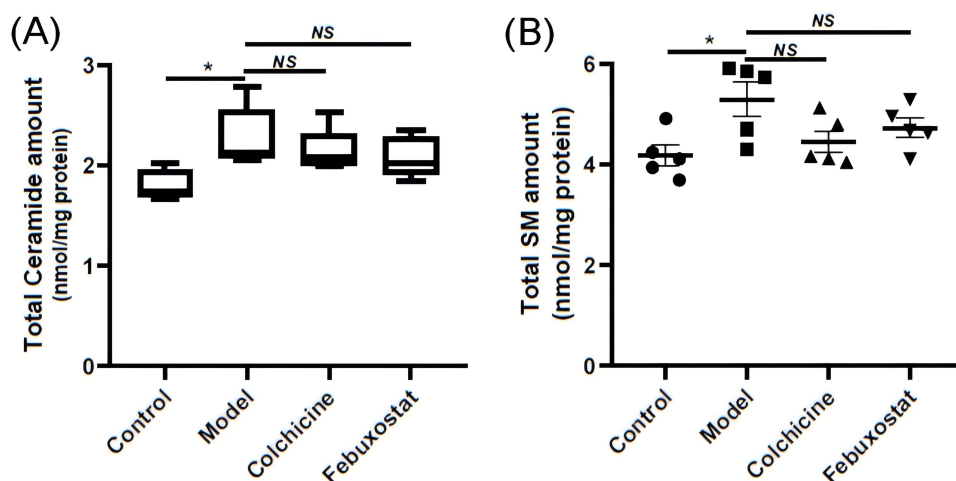 (A)
Total Ceramide amount
(nmol/mg protein)
3
2
1
0
*
NS
NS
Control
Model
Colchicine
Febuxostat
(B)
Total SM amount
(nmol/mg protein)
6
4
2
0
*
NS
NS
Control
Model
Colchicine
Febuxostat